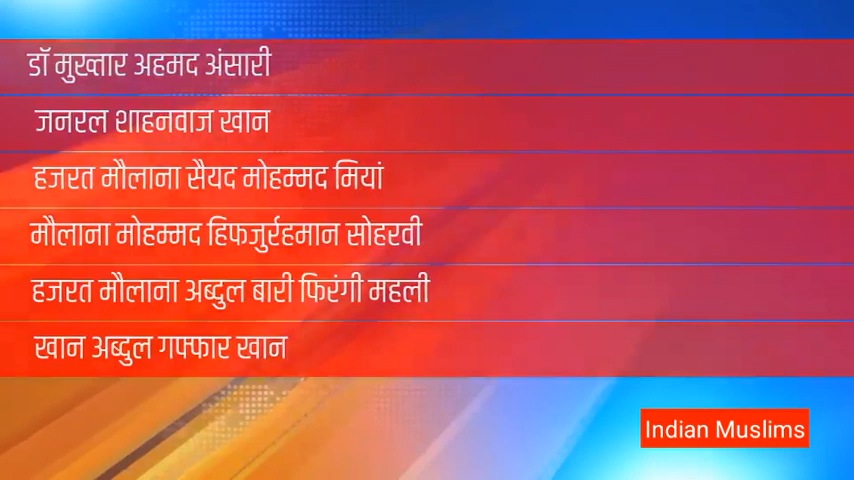 डॉ मुख्तार अहमद अंसारी
जनरल शाहनवाज खान
हजरत मौलाना सैयद मोहम्मद मियां
मौलाना मोहम्मद हिफजुर्रहमान सोहरवी
हजरत मौलाना अब्दुल बारी फिरंगी महली
खान अब्दुल गफ्फार खान
Indian Muslims